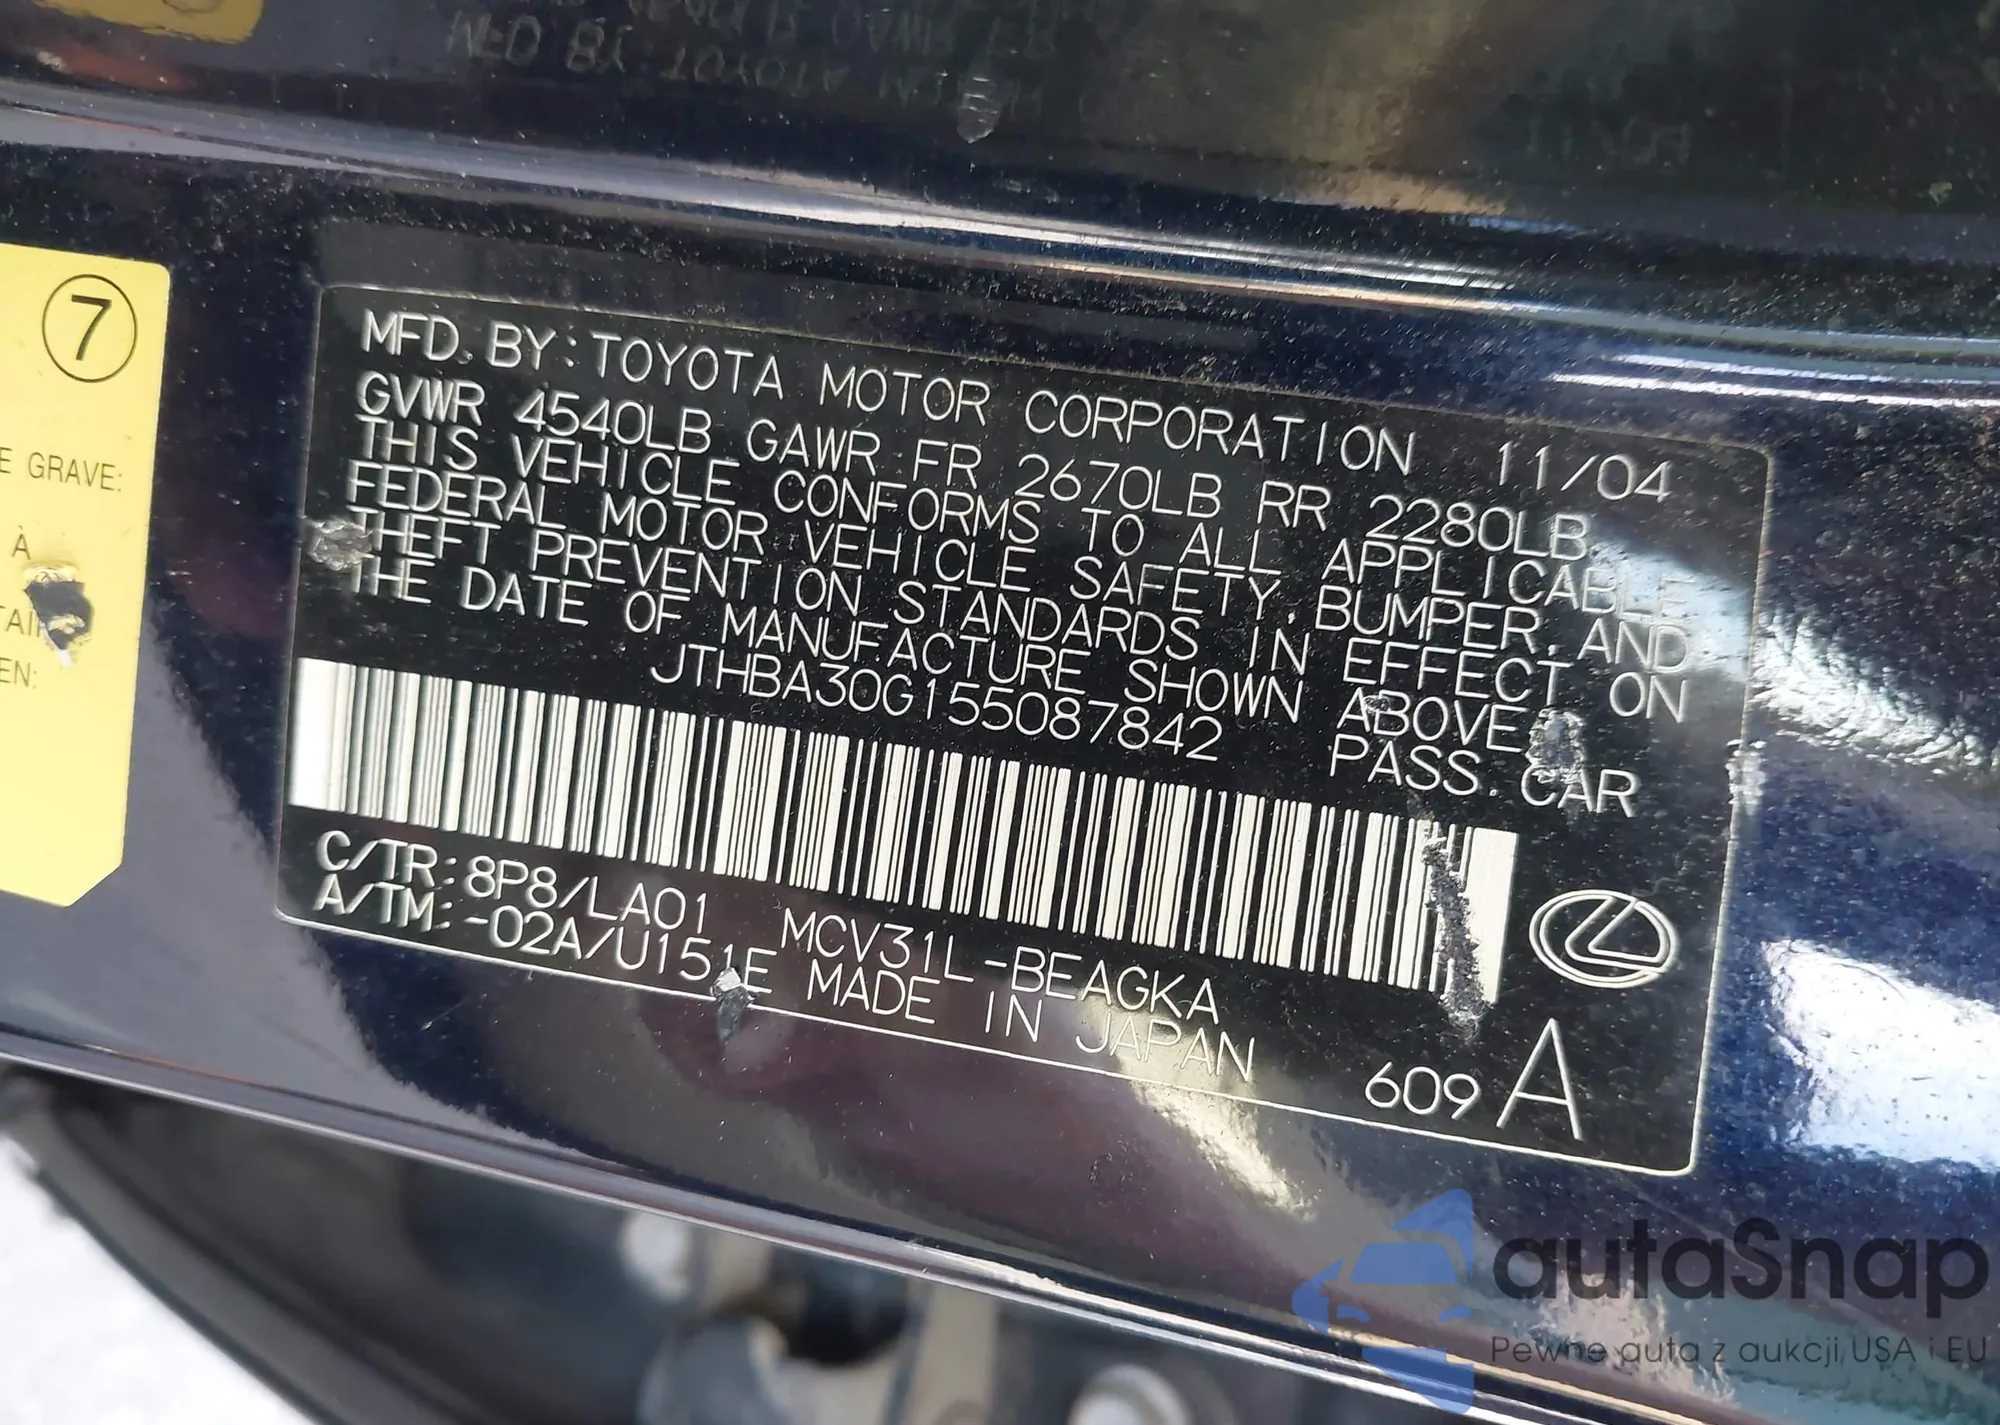 7
E GRAVE:
À
EN:
MFD. BY: TOYOTA MOTOR CORPORATION 11/04
GVWR 4540LB GAWR FR 2670LB RR 2280LB
THIS VEHICLE CONFORMS TO ALL APPLICABLE
FEDERAL MOTOR VEHICLE SAFETY, BUMPER, AND
THEFT PREVENTION STANDARDS IN EFFECT ON
THE DATE OF MANUFACTURE SHOWN ABOVE.
JTHBA30G155087842 PASS. CAR
C/TR: 8P8/LA01 MCV31L-BEAGKA
A/TM: -02A/U151E MADE IN JAPAN
609 A
autaSnap
Pewne auta z aukcji USA i EU